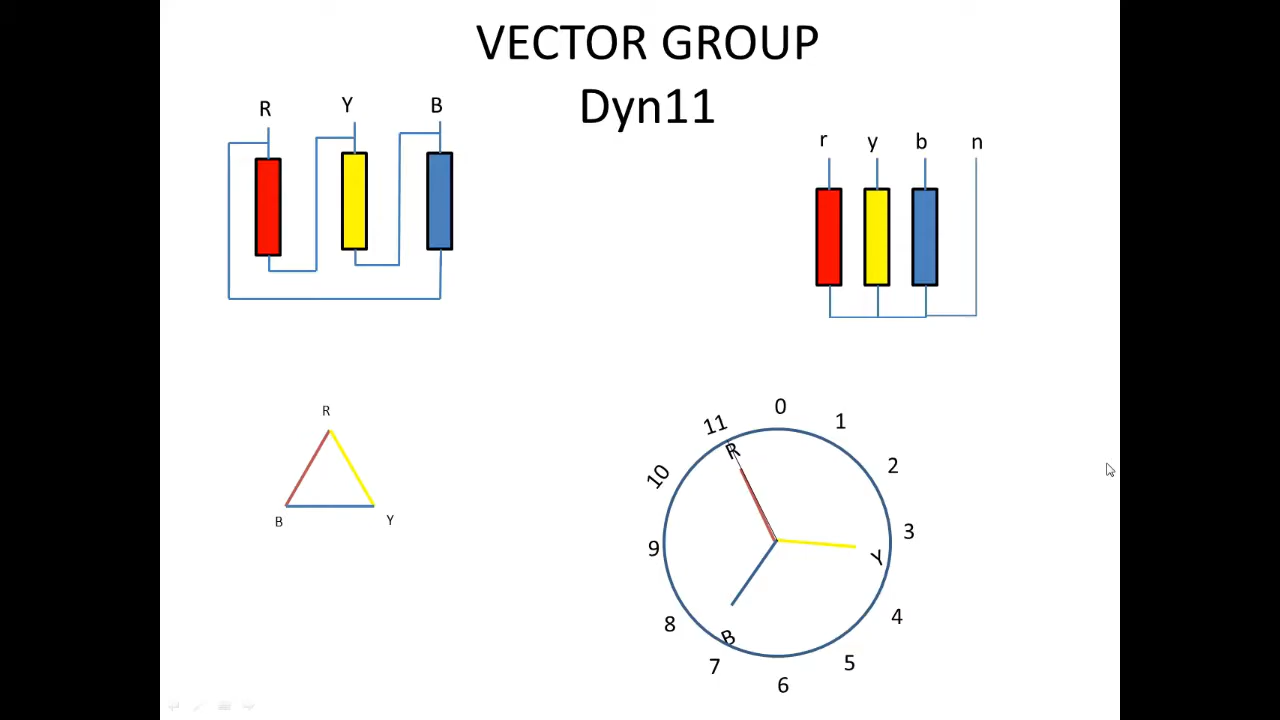 VECTOR GROUP
Dyn11
R Y B
r y b n
R
B Y
0
11 1
R
10 2
9 3
Y
8 4
B
7 5
6